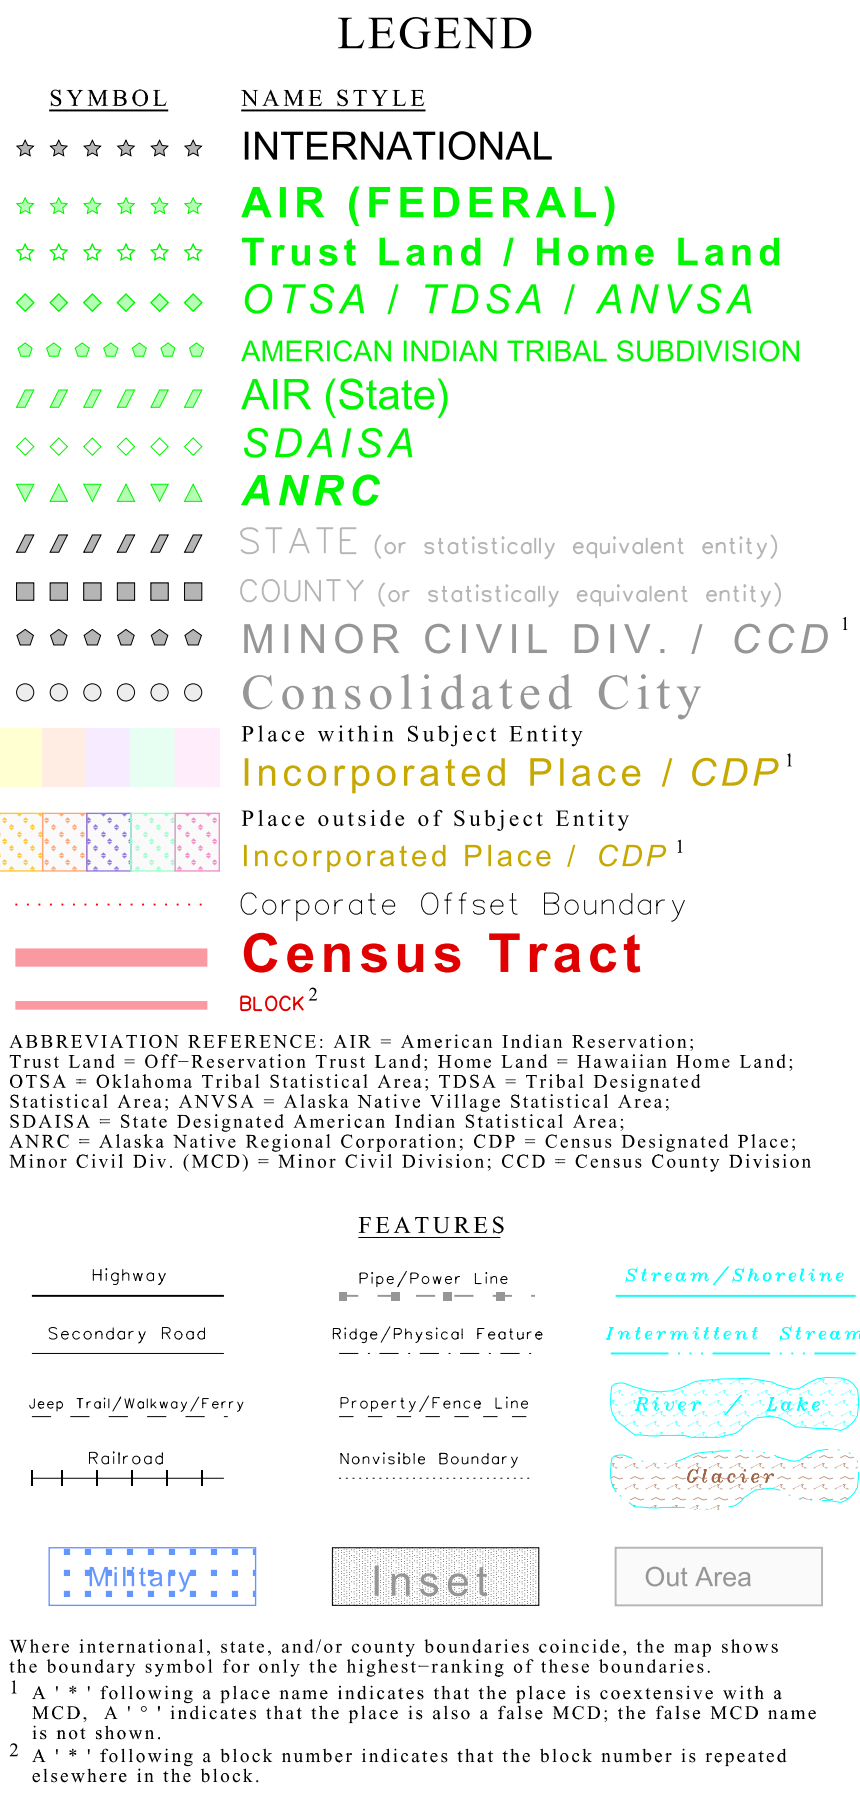 LEGEND
SYMBOL NAME STYLE
INTERNATIONAL
AIR (FEDERAL)
Trust Land / Home Land
OTSA / TDSA / ANVSA
AMERICAN INDIAN TRIBAL SUBDIVISION
AIR (State)
SDAISA
ANRC
STATE (or statistically equivalent entity)
COUNTY (or statistically equivalent entity)
MINOR CIVIL DIV. / CCD 1
Consolidated City
Place within Subject Entity
Incorporated Place / CDP 1
Place outside of Subject Entity
Incorporated Place / CDP 1
Corporate Offset Boundary
Census Tract
BLOCK 2
ABBREVIATION REFERENCE: AIR = American Indian Reservation;
Trust Land = Off−Reservation Trust Land; Home Land = Hawaiian Home Land;
OTSA = Oklahoma Tribal Statistical Area; TDSA = Tribal Designated
Statistical Area; ANVSA = Alaska Native Village Statistical Area;
SDAISA = State Designated American Indian Statistical Area;
ANRC = Alaska Native Regional Corporation; CDP = Census Designated Place;
Minor Civil Div. (MCD) = Minor Civil Division; CCD = Census County Division
FEATURES
Highway
Pipe/Power Line
Stream/Shoreline
Secondary Road
Ridge/Physical Feature
Intermittent Stream
Jeep Trail/Walkway/Ferry
Property/Fence Line
River / Lake
Railroad
Nonvisible Boundary
Glacier
Military
Inset
Out Area
Where international, state, and/or county boundaries coincide, the map shows
the boundary symbol for only the highest−ranking of these boundaries.
1 A ' * ' following a place name indicates that the place is coextensive with a
MCD, A ' ° ' indicates that the place is also a false MCD; the false MCD name
is not shown.
2 A ' * ' following a block number indicates that the block number is repeated
elsewhere in the block.